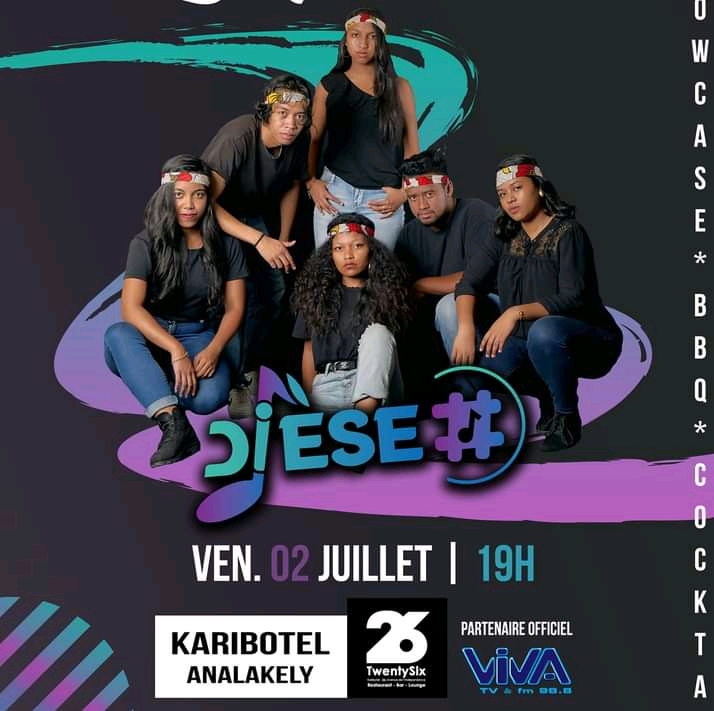 OWCASE*BBQ*COCKTA
DJÈSE#
VEN. 02 JUILLET | 19H
KARIBOTEL
ANALAKELY
26
TwentySix
Restaurant - Bar - Lounge
PARTENAIRE OFFICIEL
VIVA
TV & fm 98.8